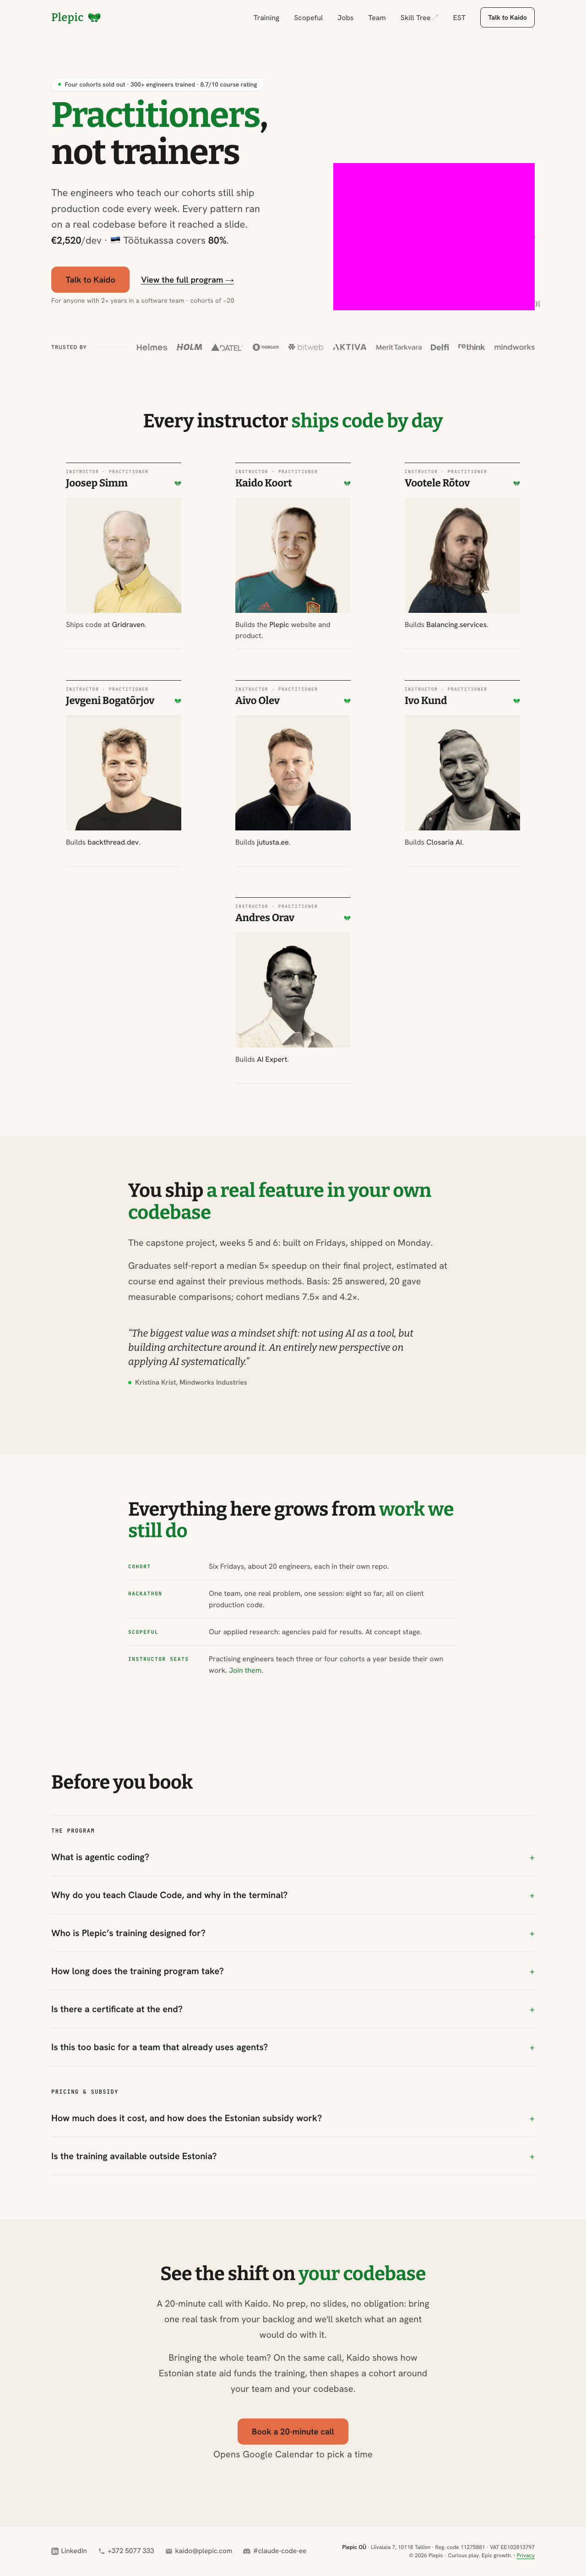 Plepic
Training Scopeful Jobs Team Skill Tree ↗ EST Talk to Kaido
Four cohorts sold out · 300+ engineers trained · 8.7/10 course rating
Practitioners,
not trainers
The engineers who teach our cohorts still ship
production code every week. Every pattern ran
on a real codebase before it reached a slide.
€2,520/dev · Töötukassa covers 80%.
Talk to Kaido View the full program →
For anyone with 2+ years in a software team · cohorts of ~20
TRUSTED BY Helmes HOLM DATEL bitweb AKTIVA Merit Tarkvara Delfi rethink mindworks
Every instructor ships code by day
INSTRUCTOR · PRACTITIONER
Joosep Simm
Ships code at Gridraven.
INSTRUCTOR · PRACTITIONER
Kaido Koort
Builds the Plepic website and
product.
INSTRUCTOR · PRACTITIONER
Vootele Rõtov
Builds Balancing.services.
INSTRUCTOR · PRACTITIONER
Jevgeni Bogatõrjov
Builds backthread.dev.
INSTRUCTOR · PRACTITIONER
Aivo Olev
Builds jutusta.ee.
INSTRUCTOR · PRACTITIONER
Ivo Kund
Builds Closaria AI.
INSTRUCTOR · PRACTITIONER
Andres Orav
Builds AI Expert.
You ship a real feature in your own
codebase
The capstone project, weeks 5 and 6: built on Fridays, shipped on Monday.
Graduates self-report a median 5× speedup on their final project, estimated at
course end against their previous methods. Basis: 25 answered, 20 gave
measurable comparisons; cohort medians 7.5× and 4.2×.
"The biggest value was a mindset shift: not using AI as a tool, but
building architecture around it. An entirely new perspective on
applying AI systematically."
Kristina Krist, Mindworks Industries
Everything here grows from work we
still do
COHORT Six Fridays, about 20 engineers, each in their own repo.
HACKATHON One team, one real problem, one session: eight so far, all on client
production code.
SCOPEFUL Our applied research: agencies paid for results. At concept stage.
INSTRUCTOR SEATS Practising engineers teach three or four cohorts a year beside their own
work. Join them.
Before you book
THE PROGRAM
What is agentic coding? +
Why do you teach Claude Code, and why in the terminal? +
Who is Plepic’s training designed for? +
How long does the training program take? +
Is there a certificate at the end? +
Is this too basic for a team that already uses agents? +
PRICING & SUBSIDY
How much does it cost, and how does the Estonian subsidy work? +
Is the training available outside Estonia? +
See the shift on your codebase
A 20-minute call with Kaido. No prep, no slides, no obligation: bring
one real task from your backlog and we'll sketch what an agent
would do with it.
Bringing the whole team? On the same call, Kaido shows how
Estonian state aid funds the training, then shapes a cohort around
your team and your codebase.
Book a 20-minute call
Opens Google Calendar to pick a time
LinkedIn +372 5077 333 kaido@plepic.com #claude-code-ee
Plepic OÜ · Liivalaia 7, 10118 Tallinn · Reg. code 11275881 · VAT EE102813797
© 2026 Plepic · Curious play. Epic growth. · Privacy